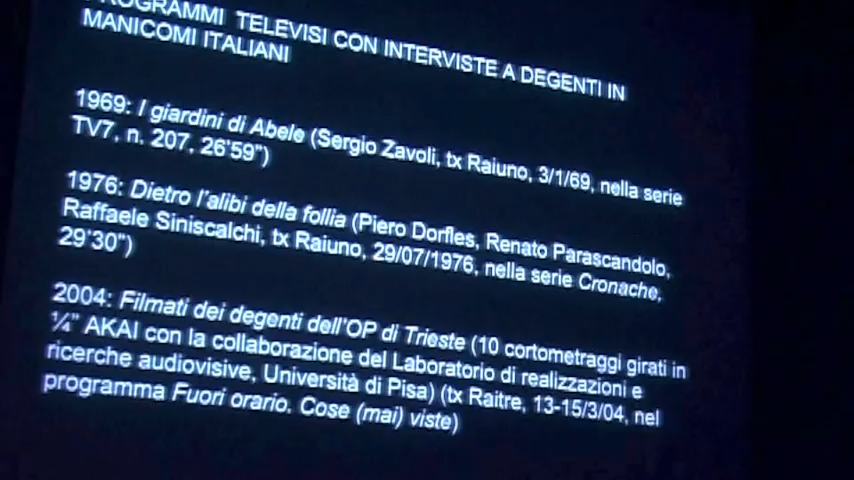 PROGRAMMI TELEVISI CON INTERVISTE A DEGENTI IN
MANICOMI ITALIANI
1969: I giardini di Abele (Sergio Zavoli, tx Raiuno, 3/1/69, nella serie
TV7, n. 207, 26'59")
1976: Dietro l'alibi della follia (Piero Dorfles, Renato Parascandolo,
Raffaele Siniscalchi, tx Raiuno, 29/07/1976, nella serie Cronache,
29'30")
2004: Filmati dei degenti dell'OP di Trieste (10 cortometraggi girati in
¼" AKAI con la collaborazione del Laboratorio di realizzazioni e
ricerche audiovisive, Università di Pisa) (tx Raitre, 13-15/3/04, nel
programma Fuori orario. Cose (mai) viste)